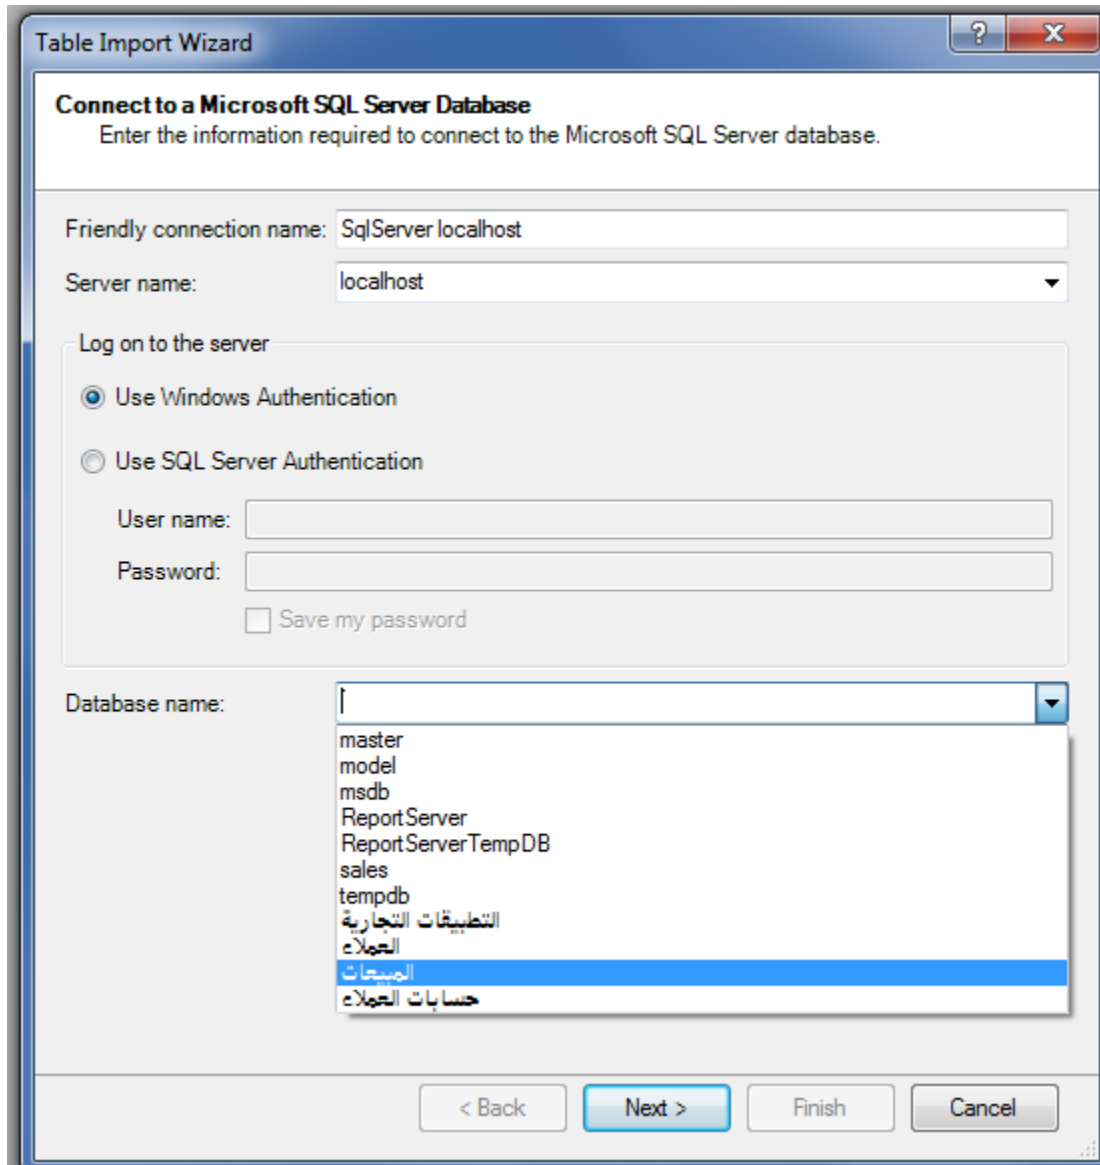 Table Import Wizard
?
x
Connect to a Microsoft SQL Server Database
Enter the information required to connect to the Microsoft SQL Server database.
Friendly connection name: SqlServer localhost
Server name: localhost
Log on to the server
Use Windows Authentication
Use SQL Server Authentication
User name:
Password:
Save my password
Database name:
master
model
msdb
ReportServer
ReportServerTempDB
sales
tempdb
التطبيقات التجارية
العملاء
المبيعات
حسابات العملاء
< Back Next > Finish Cancel